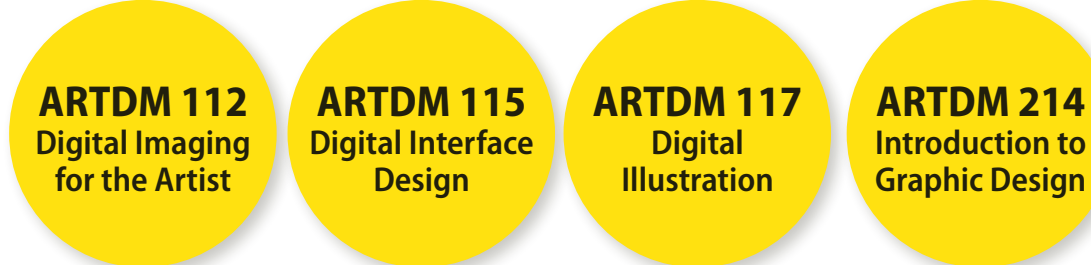 ARTDM 112
Digital Imaging
for the Artist
ARTDM 115
Digital Interface
Design
ARTDM 117
Digital
Illustration
ARTDM 214
Introduction to
Graphic Design